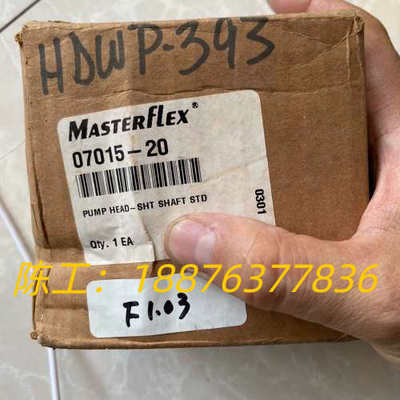 HDWP-393
MASTERFLEX®
07015-20
PUMP HEAD-SHT SHAFT STD
0301
Qty. 1 EA
陈工：18876377836
F1.03